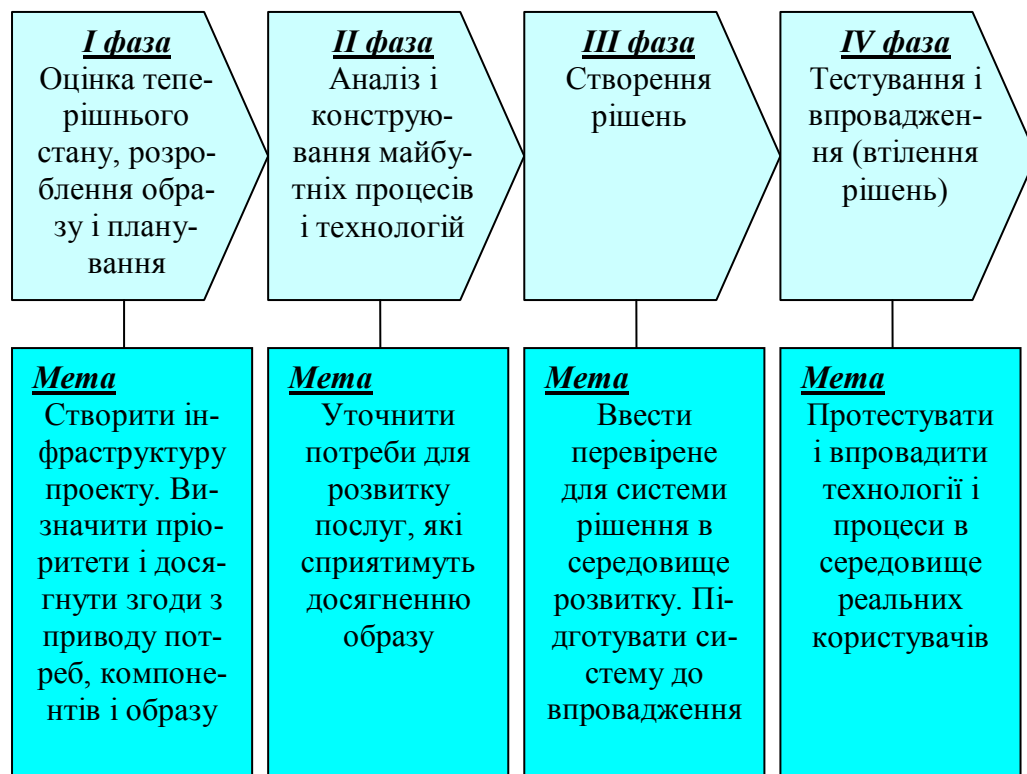 I фаза
Оцінка тепе-
рішнього
стану, розро-
блення обра-
зу і плану-
вання
II фаза
Аналіз і
конструю-
вання майбу-
тніх процесів
і технологій
III фаза
Створення
рішень
IV фаза
Тестування і
впроваджен-
ня (втілення
рішень)
Мета
Створити ін-
фраструктуру
проекту. Ви-
значити пріо-
ритети і дося-
гнути згоди з
приводу пот-
реб, компоне-
нтів і образу
Мета
Уточнити
потреби для
розвитку
послуг, які
сприятимуть
досягненню
образу
Мета
Ввести
перевірене
для системи
рішення в
середовище
розвитку. Пі-
дготувати си-
стему до
впровадження
Мета
Протестувати
і впровадити
технології і
процеси в
середовище
реальних
користувачів